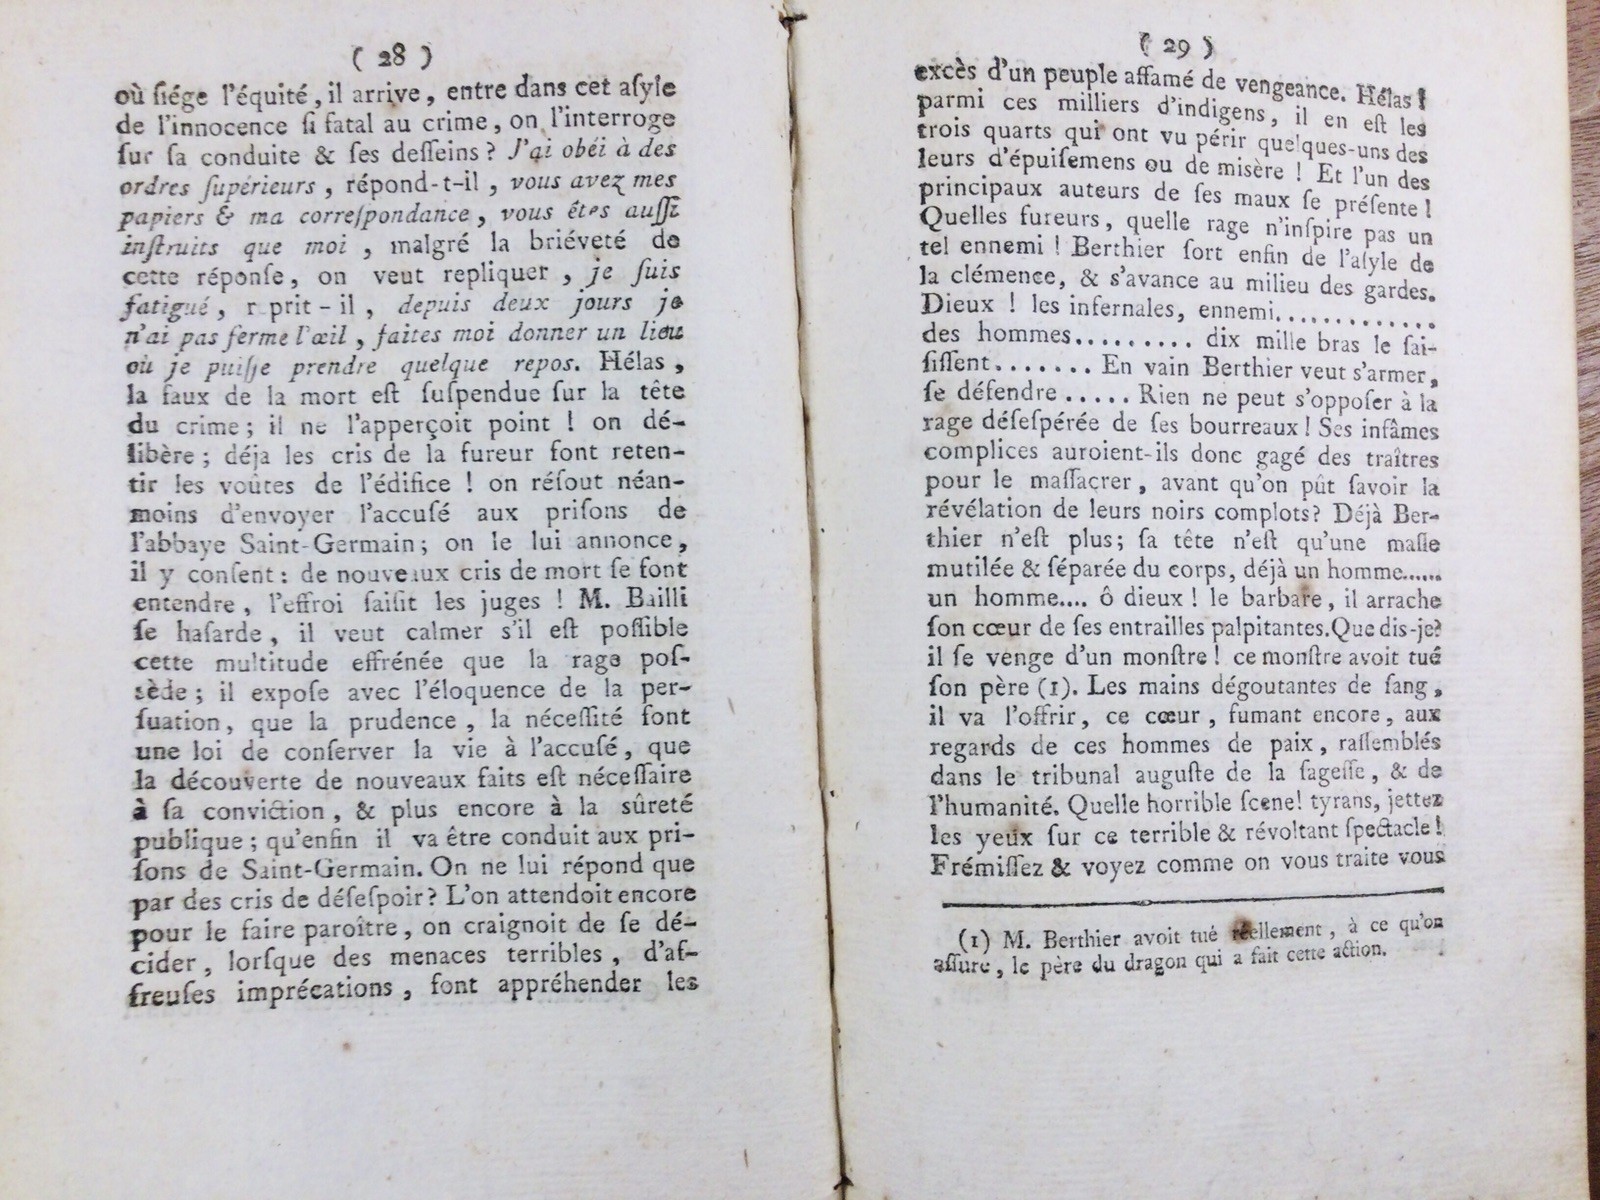 ( 28 )
où ſiége l'équité, il arrive, entre dans cet aſyle
de l'innocence ſi fatal au crime, on l'interroge
ſur ſa conduite & ſes deſſeins? J'ai obéi à des
ordres ſupérieurs, répond-t-il, vous avez mes
papiers & ma correſpondance, vous êtes auſſi
inſtruits que moi, malgré la briéveté de
cette réponſe, on veut repliquer, je ſuis
fatigué, r prit-il, depuis deux jours je
n'ai pas ferme l'œil, faites moi donner un lieu
où je puiſſe prendre quelque repos. Hélas,
la faux de la mort eſt ſuſpendue ſur la tête
du crime; il ne l'apperçoit point ! on dé-
libère; déja les cris de la fureur font reten-
tir les voûtes de l'édifice ! on réſout néan-
moins d'envoyer l'accuſé aux priſons de
l'abbaye Saint-Germain; on le lui annonce,
il y conſent: de nouveaux cris de mort ſe font
entendre, l'effroi ſaiſit les juges ! M. Bailli
ſe haſarde, il veut calmer s'il eſt poſſible
cette multitude effrénée que la rage poſ-
sède; il expoſe avec l'éloquence de la per-
ſuation, que la prudence, la néceſſité font
une loi de conſerver la vie à l'accuſé, que
la découverte de nouveaux faits eſt néceſſaire
à ſa conviction, & plus encore à la sûreté
publique; qu'enfin il va être conduit aux pri-
ſons de Saint-Germain. On ne lui répond que
par des cris de déſeſpoir? L'on attendoit encore
pour le faire paroître, on craignoit de ſe dé-
cider, lorſque des menaces terribles, d'af-
freuſes imprécations, font appréhender les
( 29 )
excès d'un peuple affamé de vengeance. Hélas !
parmi ces milliers d'indigens, il en eſt les
trois quarts qui ont vu périr quelques-uns des
leurs d'épuiſemens ou de misère ! Et l'un des
principaux auteurs de ſes maux ſe préſente !
Quelles fureurs, quelle rage n'inſpire pas un
tel ennemi ! Berthier ſort enfin de l'aſyle de
la clémence, & s'avance au milieu des gardes.
Dieux ! les infernales, ennemi.............
des hommes......... dix mille bras le ſai-
ſiſſent....... En vain Berthier veut s'armer,
ſe défendre..... Rien ne peut s'oppoſer à la
rage déſeſpérée de ſes bourreaux ! Ses infâmes
complices auroient-ils donc gagé des traîtres
pour le maſſacrer, avant qu'on pût ſavoir la
révélation de leurs noirs complots? Déjà Ber-
thier n'eſt plus; ſa tête n'eſt qu'une maſſe
mutilée & ſéparée du corps, déjà un homme......
un homme.... ô dieux ! le barbare, il arrache
ſon cœur de ſes entrailles palpitantes. Que dis-je?
il ſe venge d'un monſtre ! ce monſtre avoit tué
ſon père (1). Les mains dégoutantes de ſang,
il va l'offrir, ce cœur, fumant encore, aux
regards de ces hommes de paix, raſſemblés
dans le tribunal auguſte de la ſageſſe, & de
l'humanité. Quelle horrible ſcene! tyrans, jettez
les yeux ſur ce terrible & révoltant ſpectacle !
Frémiſſez & voyez comme on vous traite vous
(1) M. Berthier avoit tué réellement, à ce qu'on
aſſure, le père du dragon qui a fait cette action.